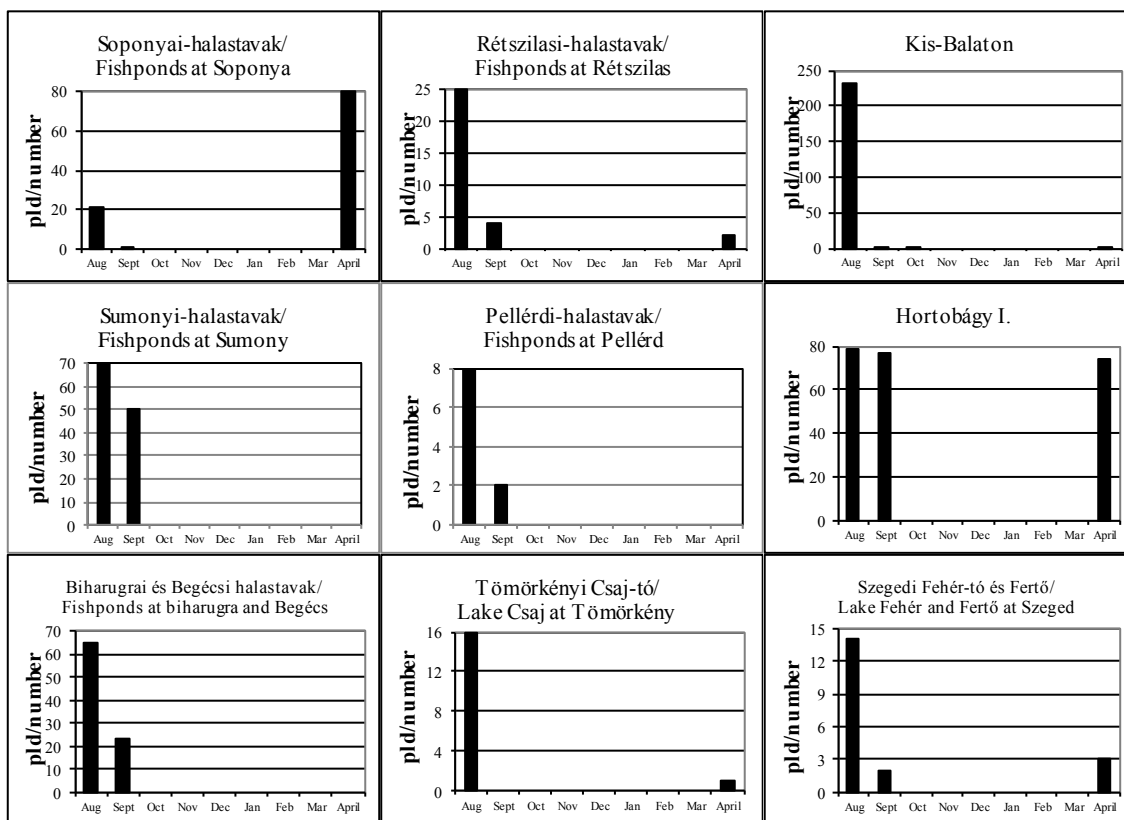 Soponyai-halastavak/
Fishponds at Soponya
pld/number
80
60
40
20
0
Aug Sept Oct Nov Dec Jan Feb Mar April
Rétszilasi-halastavak/
Fishponds at Rétszilas
pld/number
25
20
15
10
5
0
Aug Sept Oct Nov Dec Jan Feb Mar April
Kis-Balaton
pld/number
250
200
150
100
50
0
Aug Sept Oct Nov Dec Jan Feb Mar April
Sumonyi-halastavak/
Fishponds at Sumony
pld/number
70
60
50
40
30
20
10
0
Aug Sept Oct Nov Dec Jan Feb Mar April
Pellérdi-halastavak/
Fishponds at Pellérd
pld/number
8
6
4
2
0
Aug Sept Oct Nov Dec Jan Feb Mar April
Hortobágy I.
pld/number
80
60
40
20
0
Aug Sept Oct Nov Dec Jan Feb Mar April
Biharugrai és Begécsi halastavak/
Fishponds at biharugra and Begécs
pld/number
70
60
50
40
30
20
10
0
Aug Sept Oct Nov Dec Jan Feb Mar April
Tömörkényi Csaj-tó/
Lake Csaj at Tömörkény
pld/number
16
12
8
4
0
Aug Sept Oct Nov Dec Jan Feb Mar April
Szegedi Fehér-tó és Fertő/
Lake Fehér and Fertő at Szeged
pld/number
15
12
9
6
3
0
Aug Sept Oct Nov Dec Jan Feb Mar April